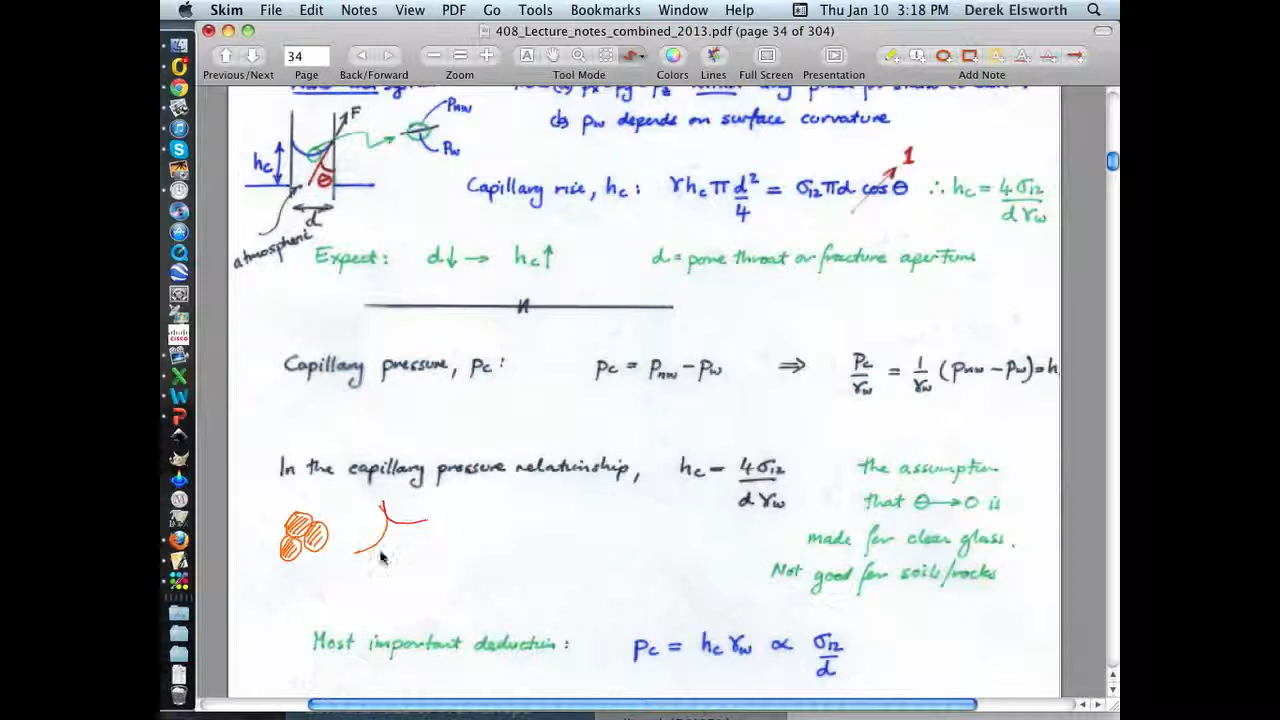 Skim File Edit Notes View PDF Go Tools Bookmarks Window Help Thu Jan 10 3:18 PM Derek Elsworth
408_Lecture_notes_combined_2013.pdf (page 34 of 304)
34
Previous/Next Page Back/Forward Zoom Tool Mode Colors Lines Full Screen Presentation Add Note
(b) pw depends on surface curvature
F
Pnw
Pw
hc
θ
d
atmospheric
Capillary rise, hc: γhcπd²/4 = σ12πd cosθ ∴ hc = 4σ12/dγw
1
Expect: d↓ → hc↑ d = pore throat or fracture aperture
Capillary pressure, pc: pc = pnw - pw ⇒ pc/γw = 1/γw (pnw - pw) = h
In the capillary pressure relationship, hc = 4σ12/dγw the assumption
that θ → 0 is
made for clean glass.
Not good for soils/rocks
Most important deduction: pc = hcγw ∝ σ12/d